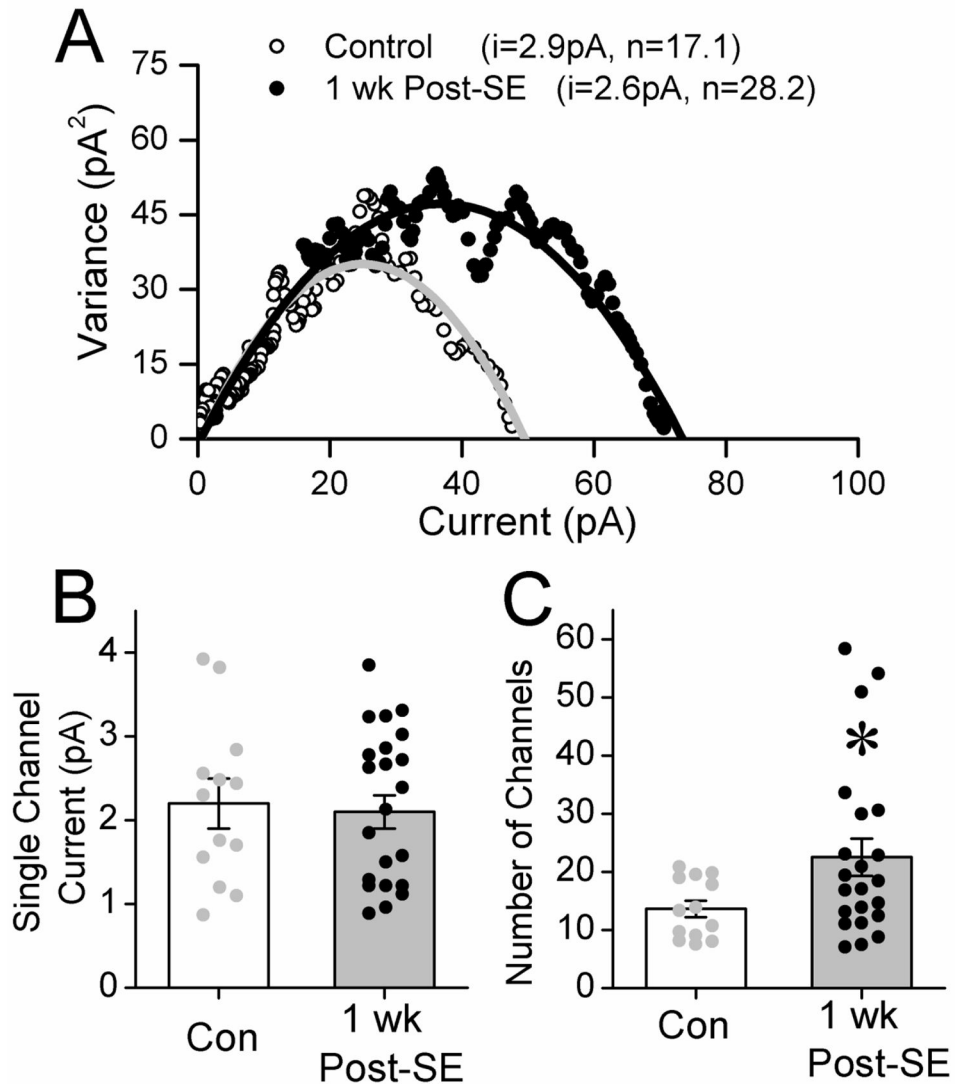 A
Control (i=2.9pA, n=17.1)
1 wk Post-SE (i=2.6pA, n=28.2)
75
60
45
30
15
0
Variance (pA²)
0 20 40 60 80 100
Current (pA)
B
4
3
2
1
0
Single Channel
Current (pA)
Con
1 wk
Post-SE
C
60
50
40
30
20
10
0
Number of Channels
*
Con
1 wk
Post-SE